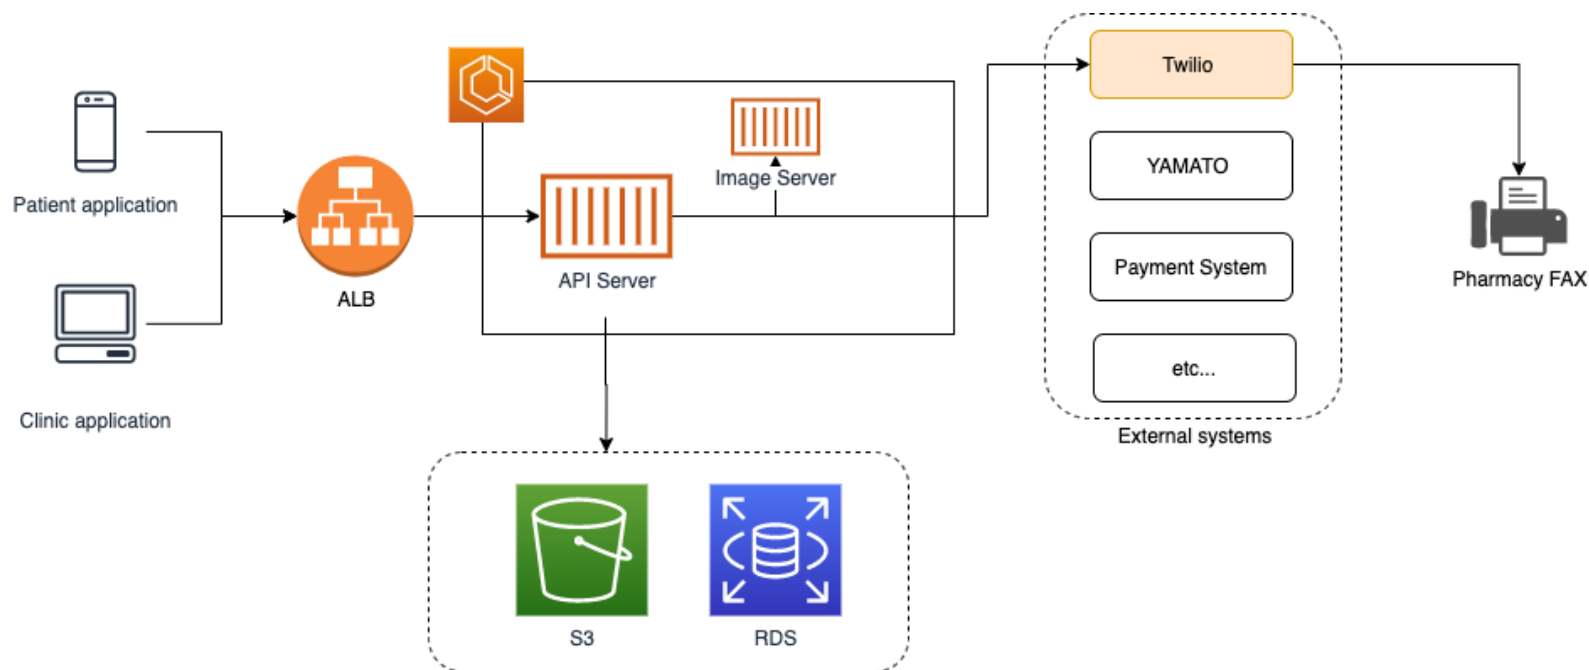 Twilio
YAMATO
Payment System
etc...
External systems
Patient application
Clinic application
ALB
Image Server
API Server
Pharmacy FAX
S3
RDS